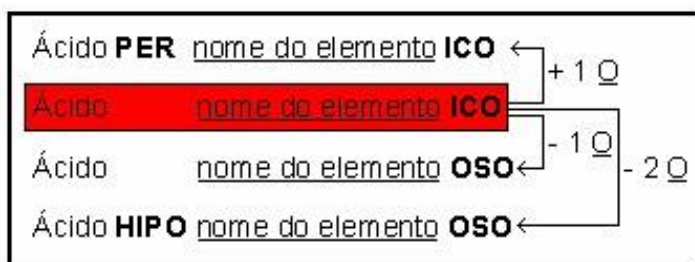 Ácido PER nome do elemento ICO
+ 1 O
Ácido nome do elemento ICO
- 1 O
Ácido nome do elemento OSO
- 2 O
Ácido HIPO nome do elemento OSO